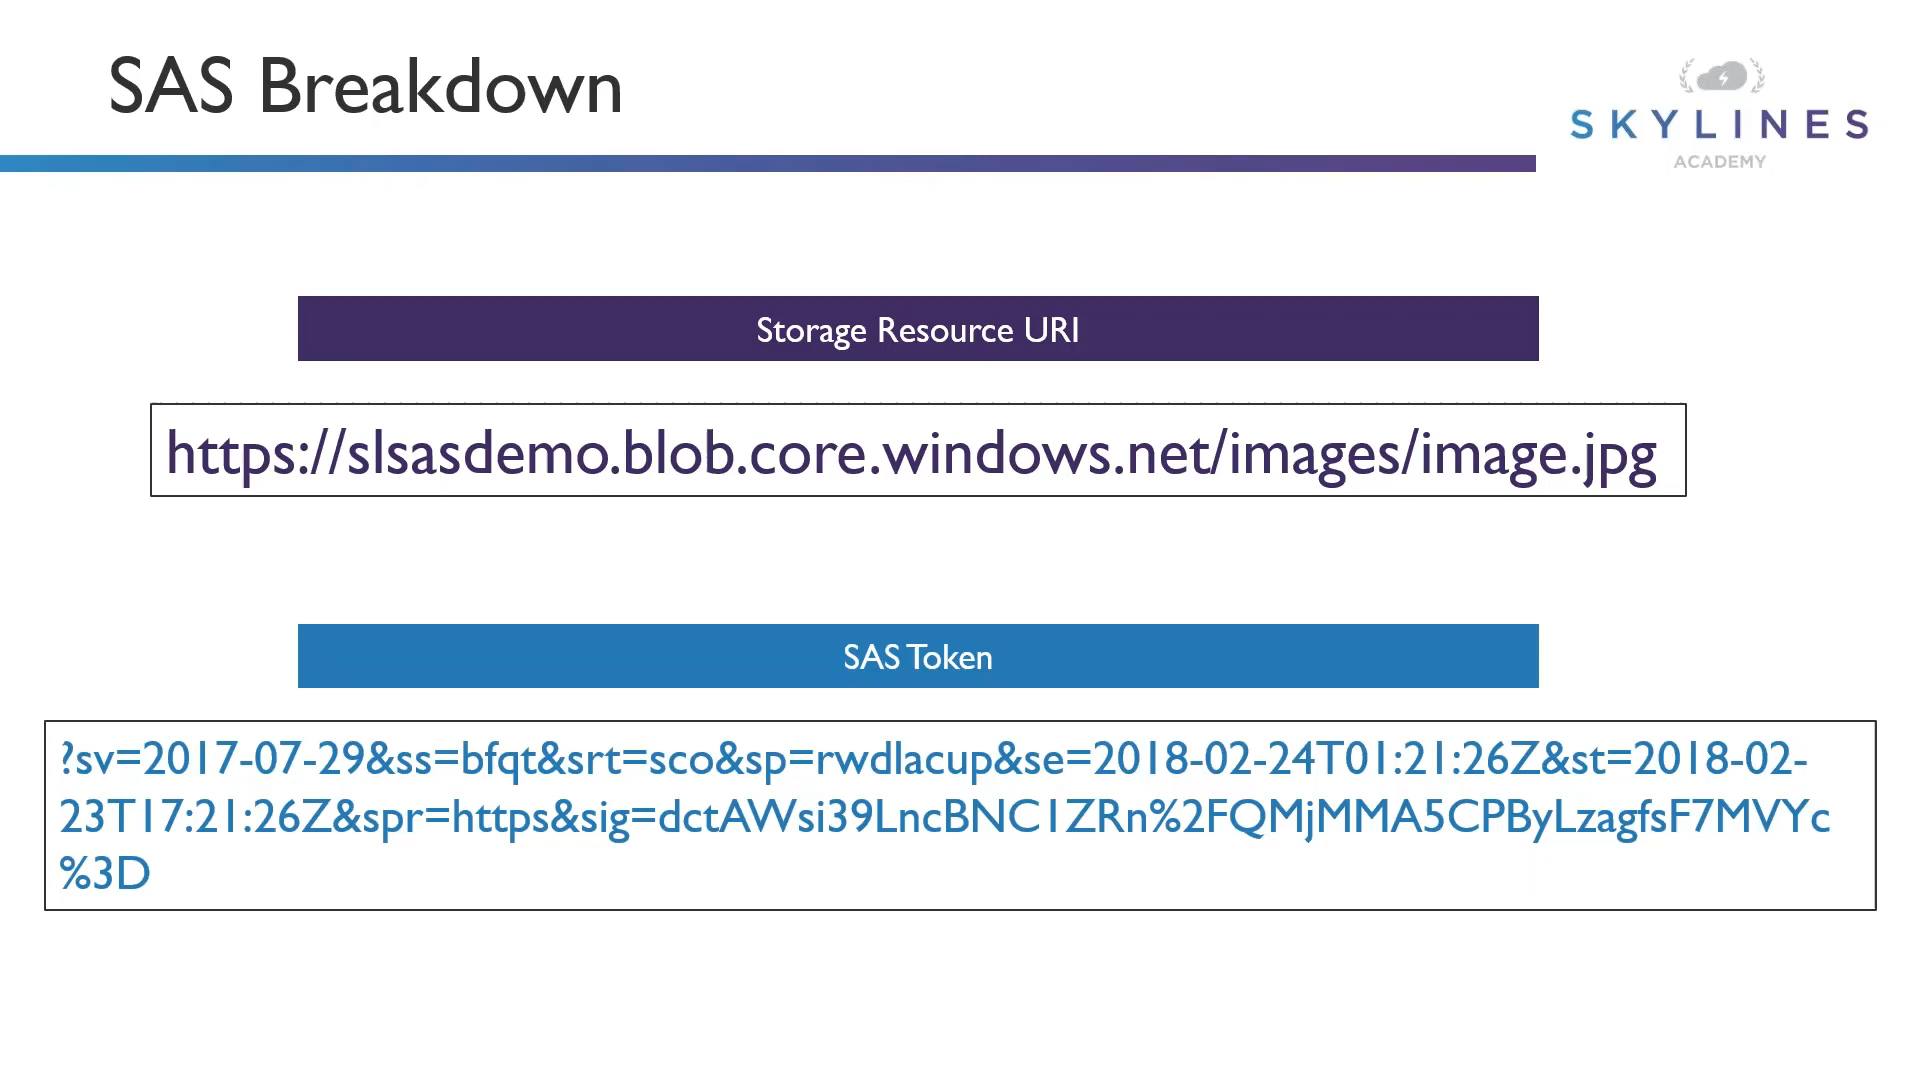 SAS Breakdown
SKYLINES
ACADEMY
Storage Resource URI
https://slsasdemo.blob.core.windows.net/images/image.jpg
SAS Token
?sv=2017-07-29&ss=bfqt&srt=sco&sp=rwdlacup&se=2018-02-24T01:21:26Z&st=2018-02-
23T17:21:26Z&spr=https&sig=dctAWsi39LncBNC1ZRn%2FQMjMMA5CPByLzagfsF7MVYc
%3D